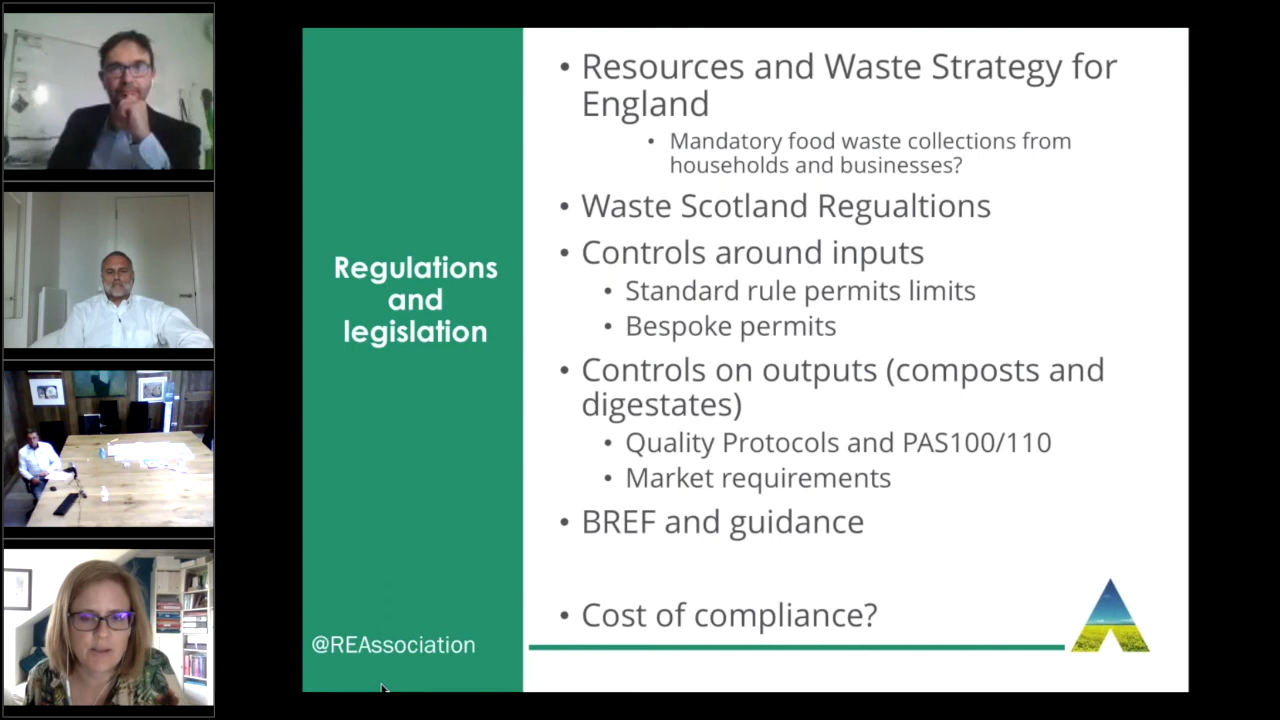 Regulations
and
legislation
@REAssociation
• Resources and Waste Strategy for
England
• Mandatory food waste collections from
households and businesses?
• Waste Scotland Regualtions
• Controls around inputs
• Standard rule permits limits
• Bespoke permits
• Controls on outputs (composts and
digestates)
• Quality Protocols and PAS100/110
• Market requirements
• BREF and guidance
• Cost of compliance?